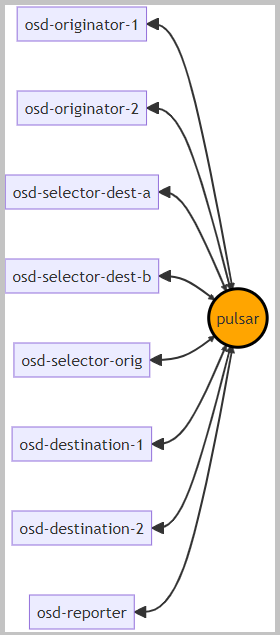 osd-originator-1
osd-originator-2
osd-selector-dest-a
osd-selector-dest-b
pulsar
osd-selector-orig
osd-destination-1
osd-destination-2
osd-reporter